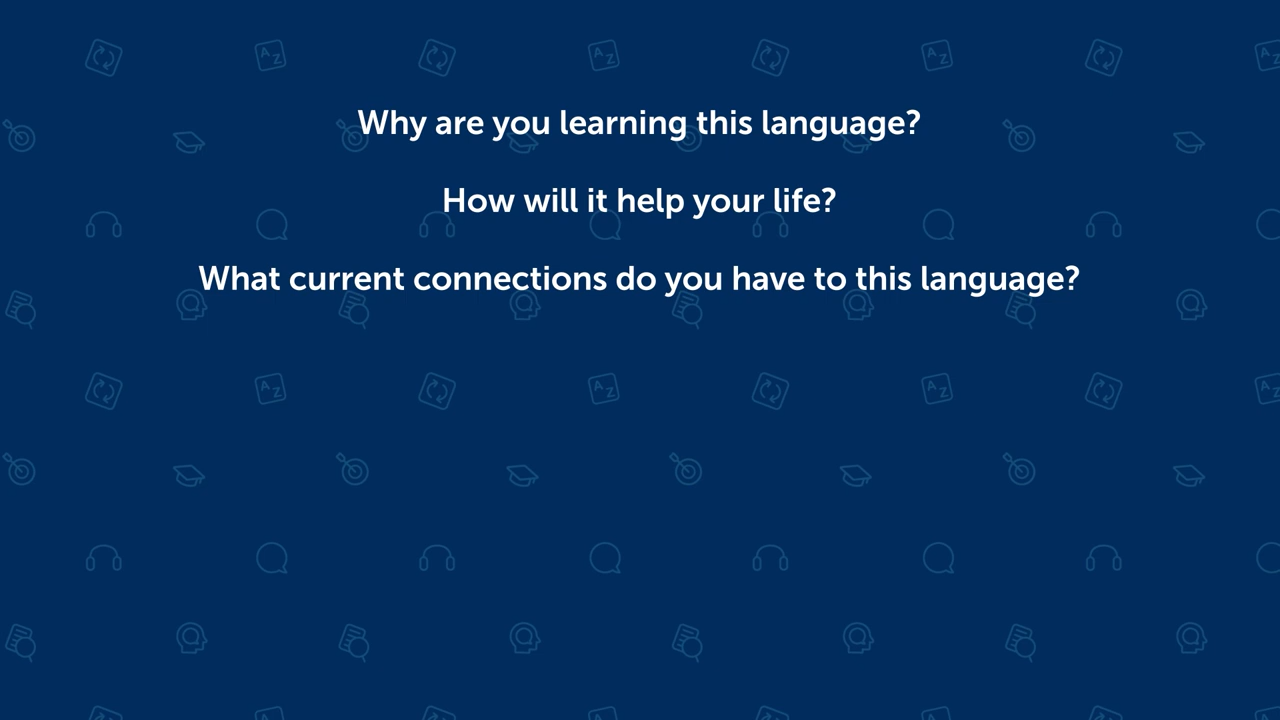 Why are you learning this language?
How will it help your life?
What current connections do you have to this language?